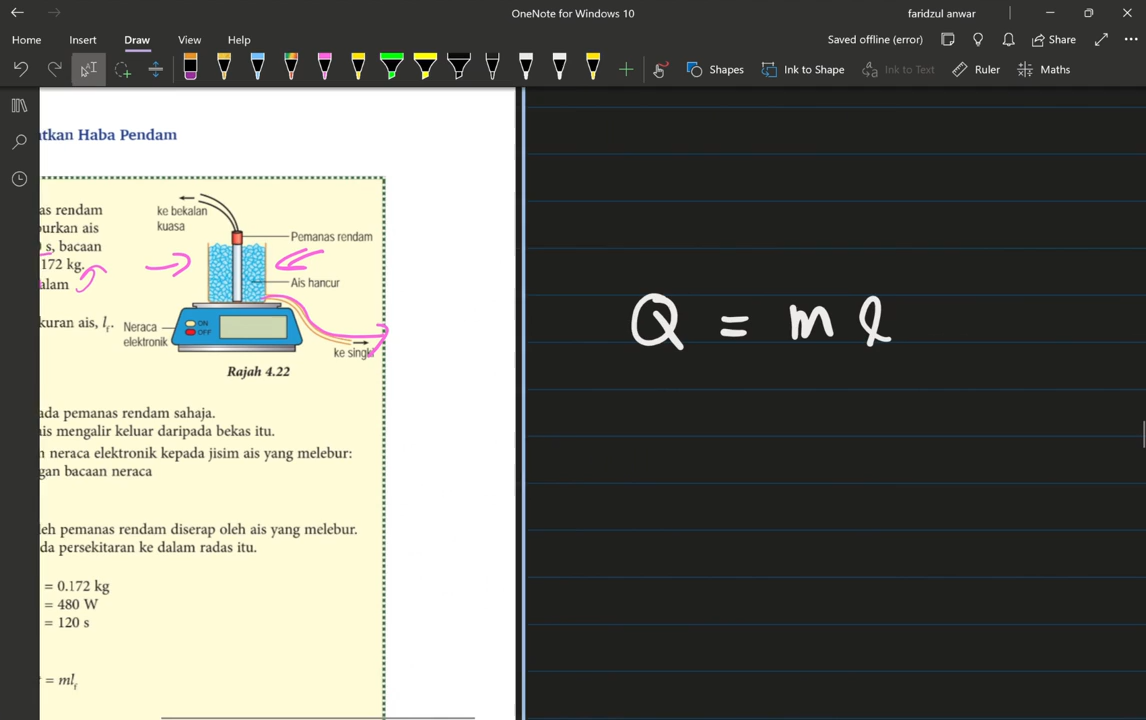 OneNote for Windows 10
faridzul anwar
Home Insert Draw View Help
Saved offline (error)
Share
Shapes
Ink to Shape
Ink to Text
Ruler
Maths
tkan Haba Pendam
as rendam
urkan ais
s, bacaan
172 kg.
alam
kuran ais, lf.
ke bekalan
kuasa
Pemanas rendam
Ais hancur
Neraca
elektronik
ON
OFF
ke singki
Rajah 4.22
ada pemanas rendam sahaja.
is mengalir keluar daripada bekas itu.
n neraca elektronik kepada jisim ais yang melebur:
gan bacaan neraca
leh pemanas rendam diserap oleh ais yang melebur.
da persekitaran ke dalam radas itu.
= 0.172 kg
= 480 W
= 120 s
= mlf
Q = m l